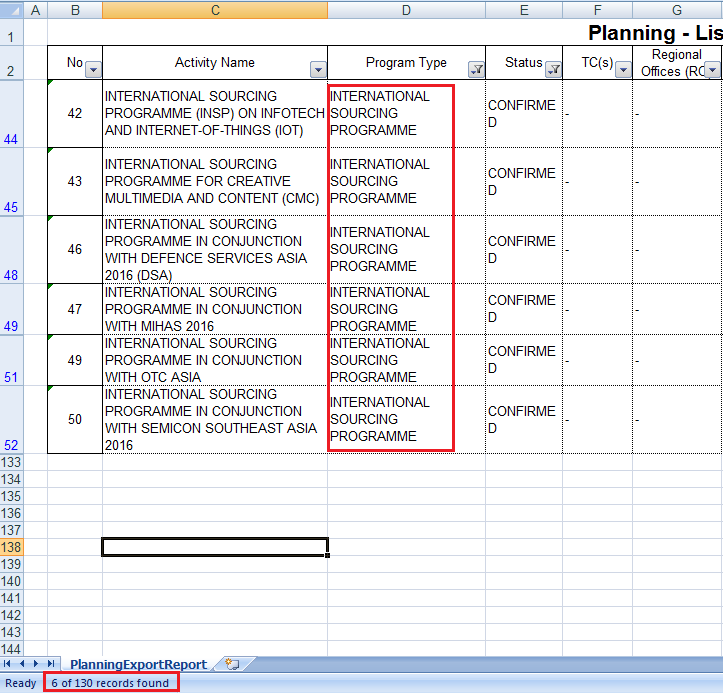 A B C D E F G
1 Planning - Lis
2 No Activity Name Program Type Status TC(s) Regional
Offices (RO
44 42 INTERNATIONAL SOURCING
PROGRAMME (INSP) ON INFOTECH
AND INTERNET-OF-THINGS (IOT)
INTERNATIONAL
SOURCING
PROGRAMME
CONFIRME
D
- -
45 43 INTERNATIONAL SOURCING
PROGRAMME FOR CREATIVE
MULTIMEDIA AND CONTENT (CMC)
INTERNATIONAL
SOURCING
PROGRAMME
CONFIRME
D
- -
48 46 INTERNATIONAL SOURCING
PROGRAMME IN CONJUNCTION
WITH DEFENCE SERVICES ASIA
2016 (DSA)
INTERNATIONAL
SOURCING
PROGRAMME
CONFIRME
D
- -
49 47 INTERNATIONAL SOURCING
PROGRAMME IN CONJUNCTION
WITH MIHAS 2016
INTERNATIONAL
SOURCING
PROGRAMME
CONFIRME
D
- -
51 49 INTERNATIONAL SOURCING
PROGRAMME IN CONJUNCTION
WITH OTC ASIA
INTERNATIONAL
SOURCING
PROGRAMME
CONFIRME
D
- -
52 50 INTERNATIONAL SOURCING
PROGRAMME IN CONJUNCTION
WITH SEMICON SOUTHEAST ASIA
2016
INTERNATIONAL
SOURCING
PROGRAMME
CONFIRME
D
- -
133
134
135
136
137
138
139
140
141
142
143
144
PlanningExportReport
Ready 6 of 130 records found